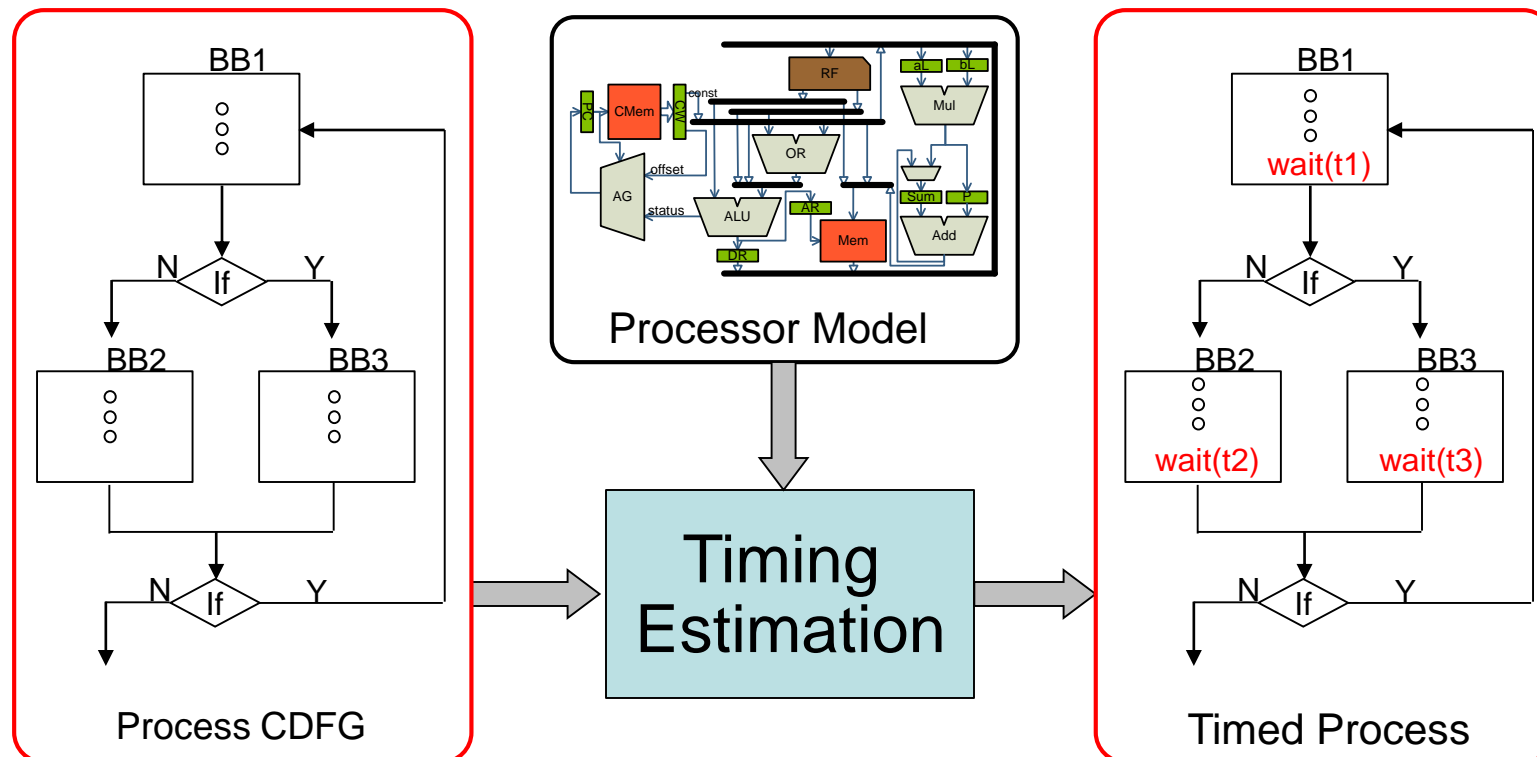 BB1
N
If
Y
BB2
BB3
N
If
Y
Process CDFG
RF
aL
bL
Mul
PC
CMem
CW
const
OR
offset
AG
status
ALU
AR
Sum
P
Add
Mem
DR
Processor Model
Timing
Estimation
BB1
wait(t1)
N
If
Y
BB2
BB3
wait(t2)
wait(t3)
N
If
Y
Timed Process